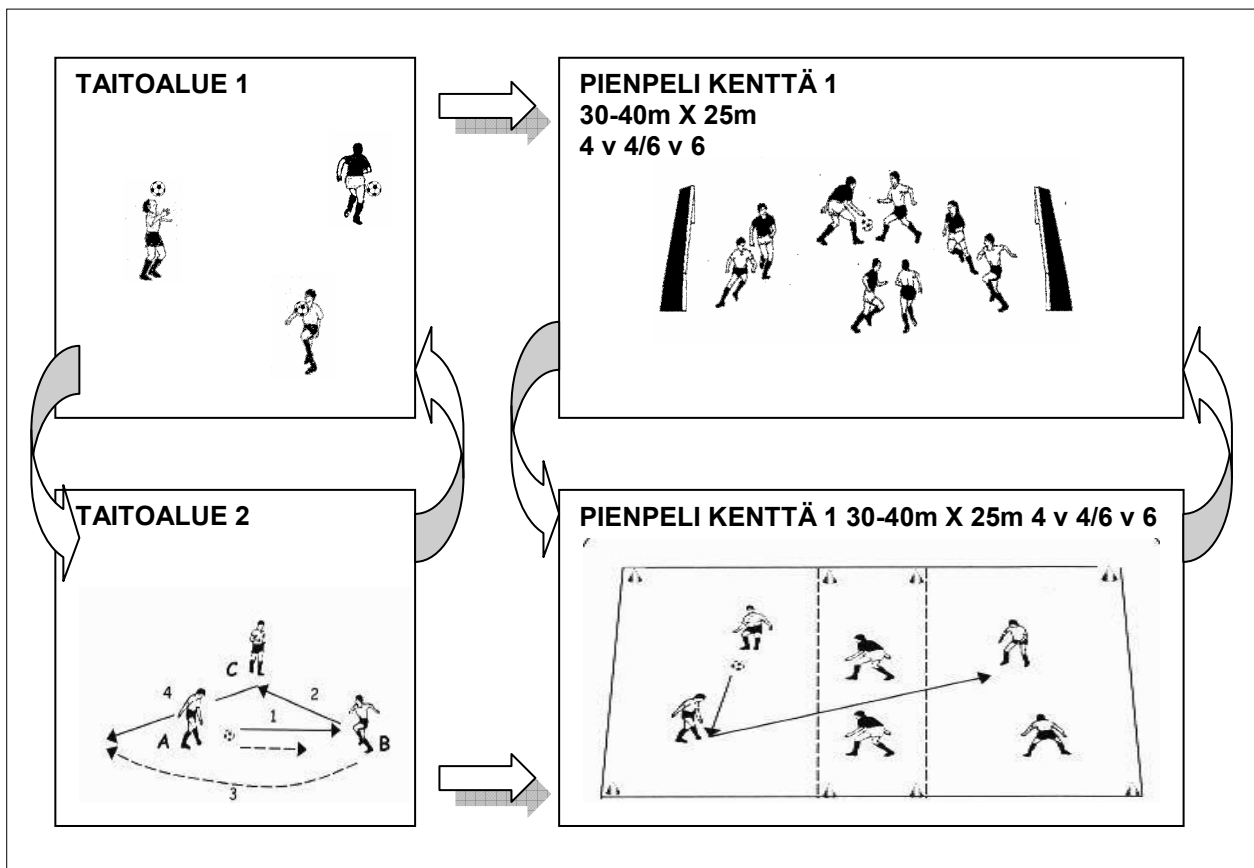 TAITOALUE 1
PIENPELI KENTTÄ 1
30-40m X 25m
4 v 4/6 v 6
TAITOALUE 2
C
4
2
1
A
B
3
PIENPELI KENTTÄ 1 30-40m X 25m 4 v 4/6 v 6